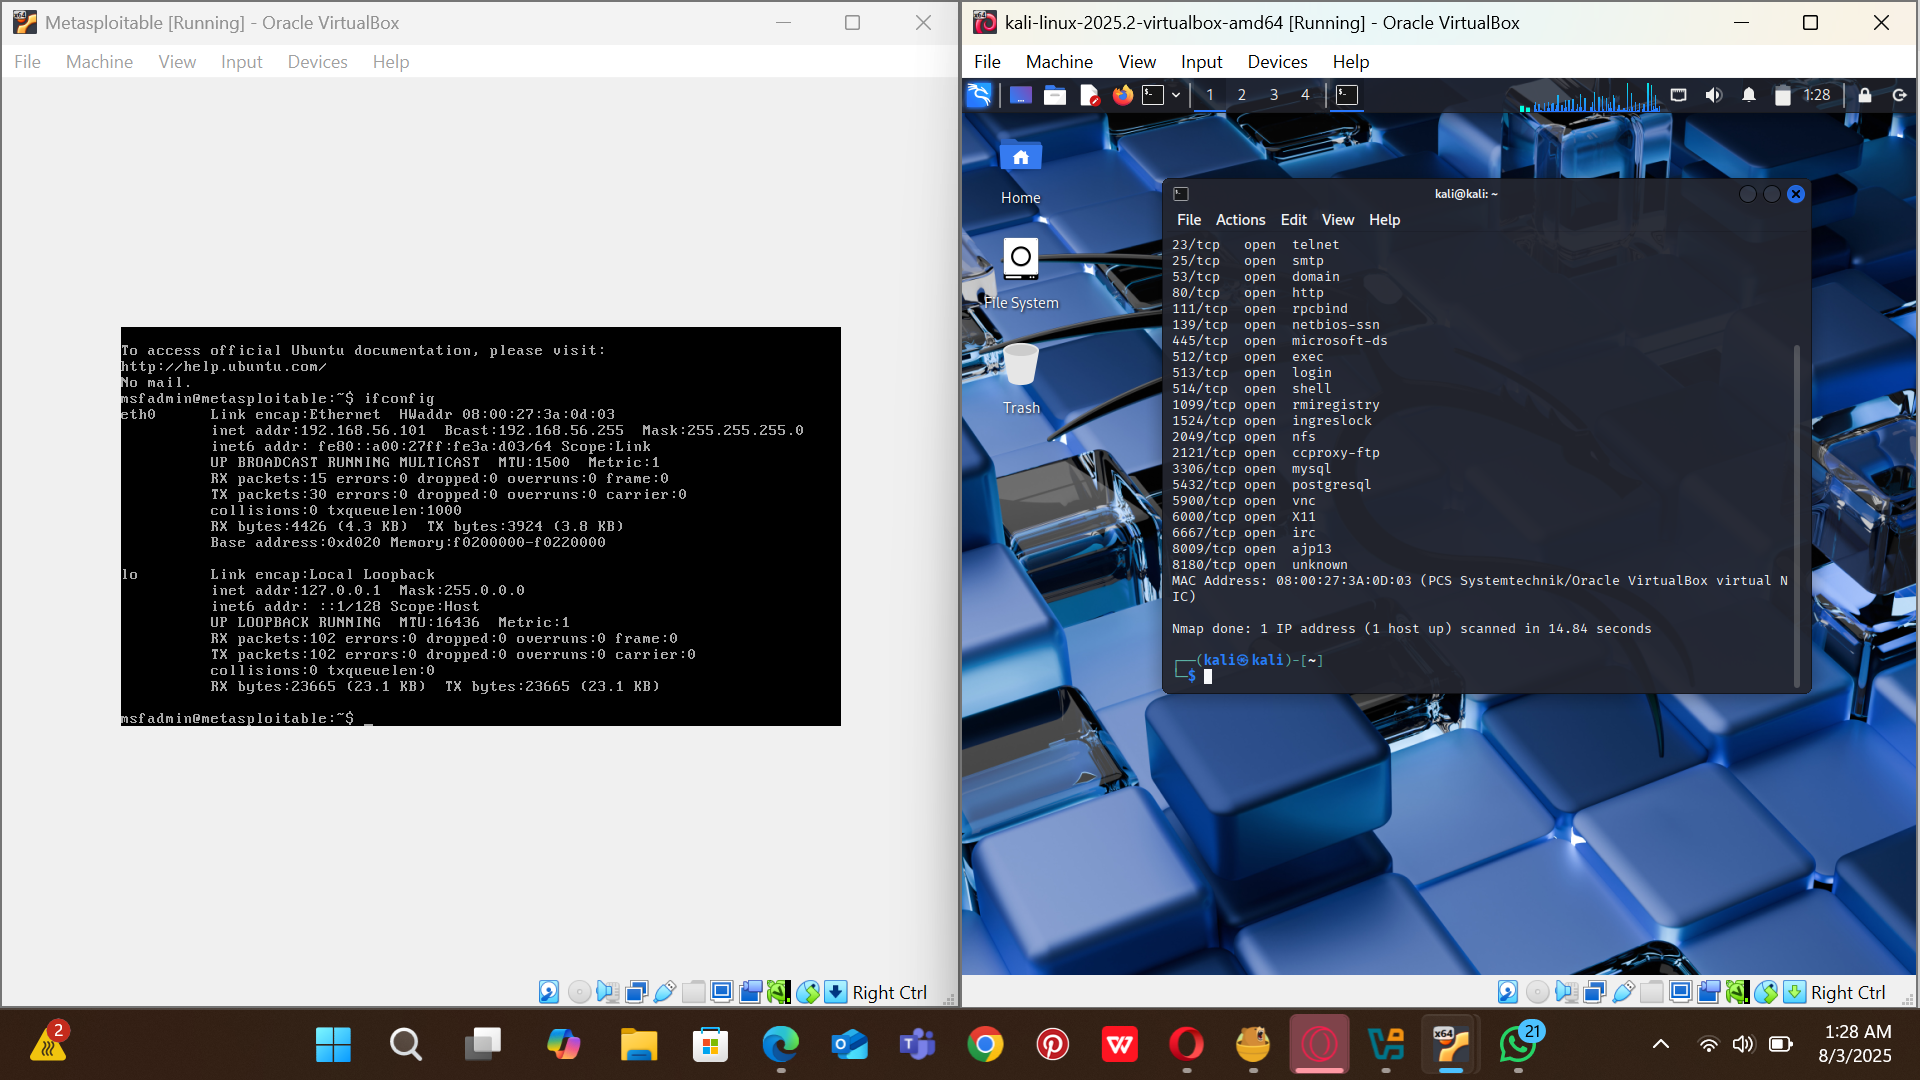 Metasploitable [Running] - Oracle VirtualBox
File Machine View Input Devices Help
To access official Ubuntu documentation, please visit:
http://help.ubuntu.com/
No mail.
msfadmin@metasploitable:~$ ifconfig
eth0 Link encap:Ethernet HWaddr 08:00:27:3a:0d:03
inet addr:192.168.56.101 Bcast:192.168.56.255 Mask:255.255.255.0
inet6 addr: fe80::a00:27ff:fe3a:d03/64 Scope:Link
UP BROADCAST RUNNING MULTICAST MTU:1500 Metric:1
RX packets:15 errors:0 dropped:0 overruns:0 frame:0
TX packets:30 errors:0 dropped:0 overruns:0 carrier:0
collisions:0 txqueuelen:1000
RX bytes:4426 (4.3 KB) TX bytes:3924 (3.8 KB)
Base address:0xd020 Memory:f0200000-f0220000
lo Link encap:Local Loopback
inet addr:127.0.0.1 Mask:255.0.0.0
inet6 addr: ::1/128 Scope:Host
UP LOOPBACK RUNNING MTU:16436 Metric:1
RX packets:102 errors:0 dropped:0 overruns:0 frame:0
TX packets:102 errors:0 dropped:0 overruns:0 carrier:0
collisions:0 txqueuelen:0
RX bytes:23665 (23.1 KB) TX bytes:23665 (23.1 KB)
msfadmin@metasploitable:~$ _
Right Ctrl
kali-linux-2025.2-virtualbox-amd64 [Running] - Oracle VirtualBox
File Machine View Input Devices Help
1 2 3 4 1:28
Home
File System
Trash
kali@kali: ~
File Actions Edit View Help
23/tcp open telnet
25/tcp open smtp
53/tcp open domain
80/tcp open http
111/tcp open rpcbind
139/tcp open netbios-ssn
445/tcp open microsoft-ds
512/tcp open exec
513/tcp open login
514/tcp open shell
1099/tcp open rmiregistry
1524/tcp open ingreslock
2049/tcp open nfs
2121/tcp open ccproxy-ftp
3306/tcp open mysql
5432/tcp open postgresql
5900/tcp open vnc
6000/tcp open X11
6667/tcp open irc
8009/tcp open ajp13
8180/tcp open unknown
MAC Address: 08:00:27:3A:0D:03 (PCS Systemtechnik/Oracle VirtualBox virtual N
IC)
Nmap done: 1 IP address (1 host up) scanned in 14.84 seconds
┌──(kali㉿kali)-[~]
└─$
Right Ctrl
2
21
1:28 AM
8/3/2025